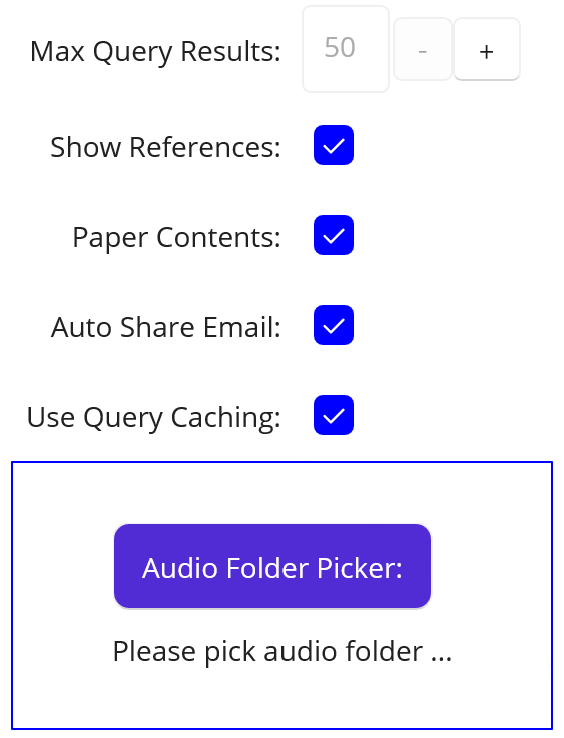 Max Query Results: 50 - +
Show References:
Paper Contents:
Auto Share Email:
Use Query Caching:
Audio Folder Picker:
Please pick audio folder ...